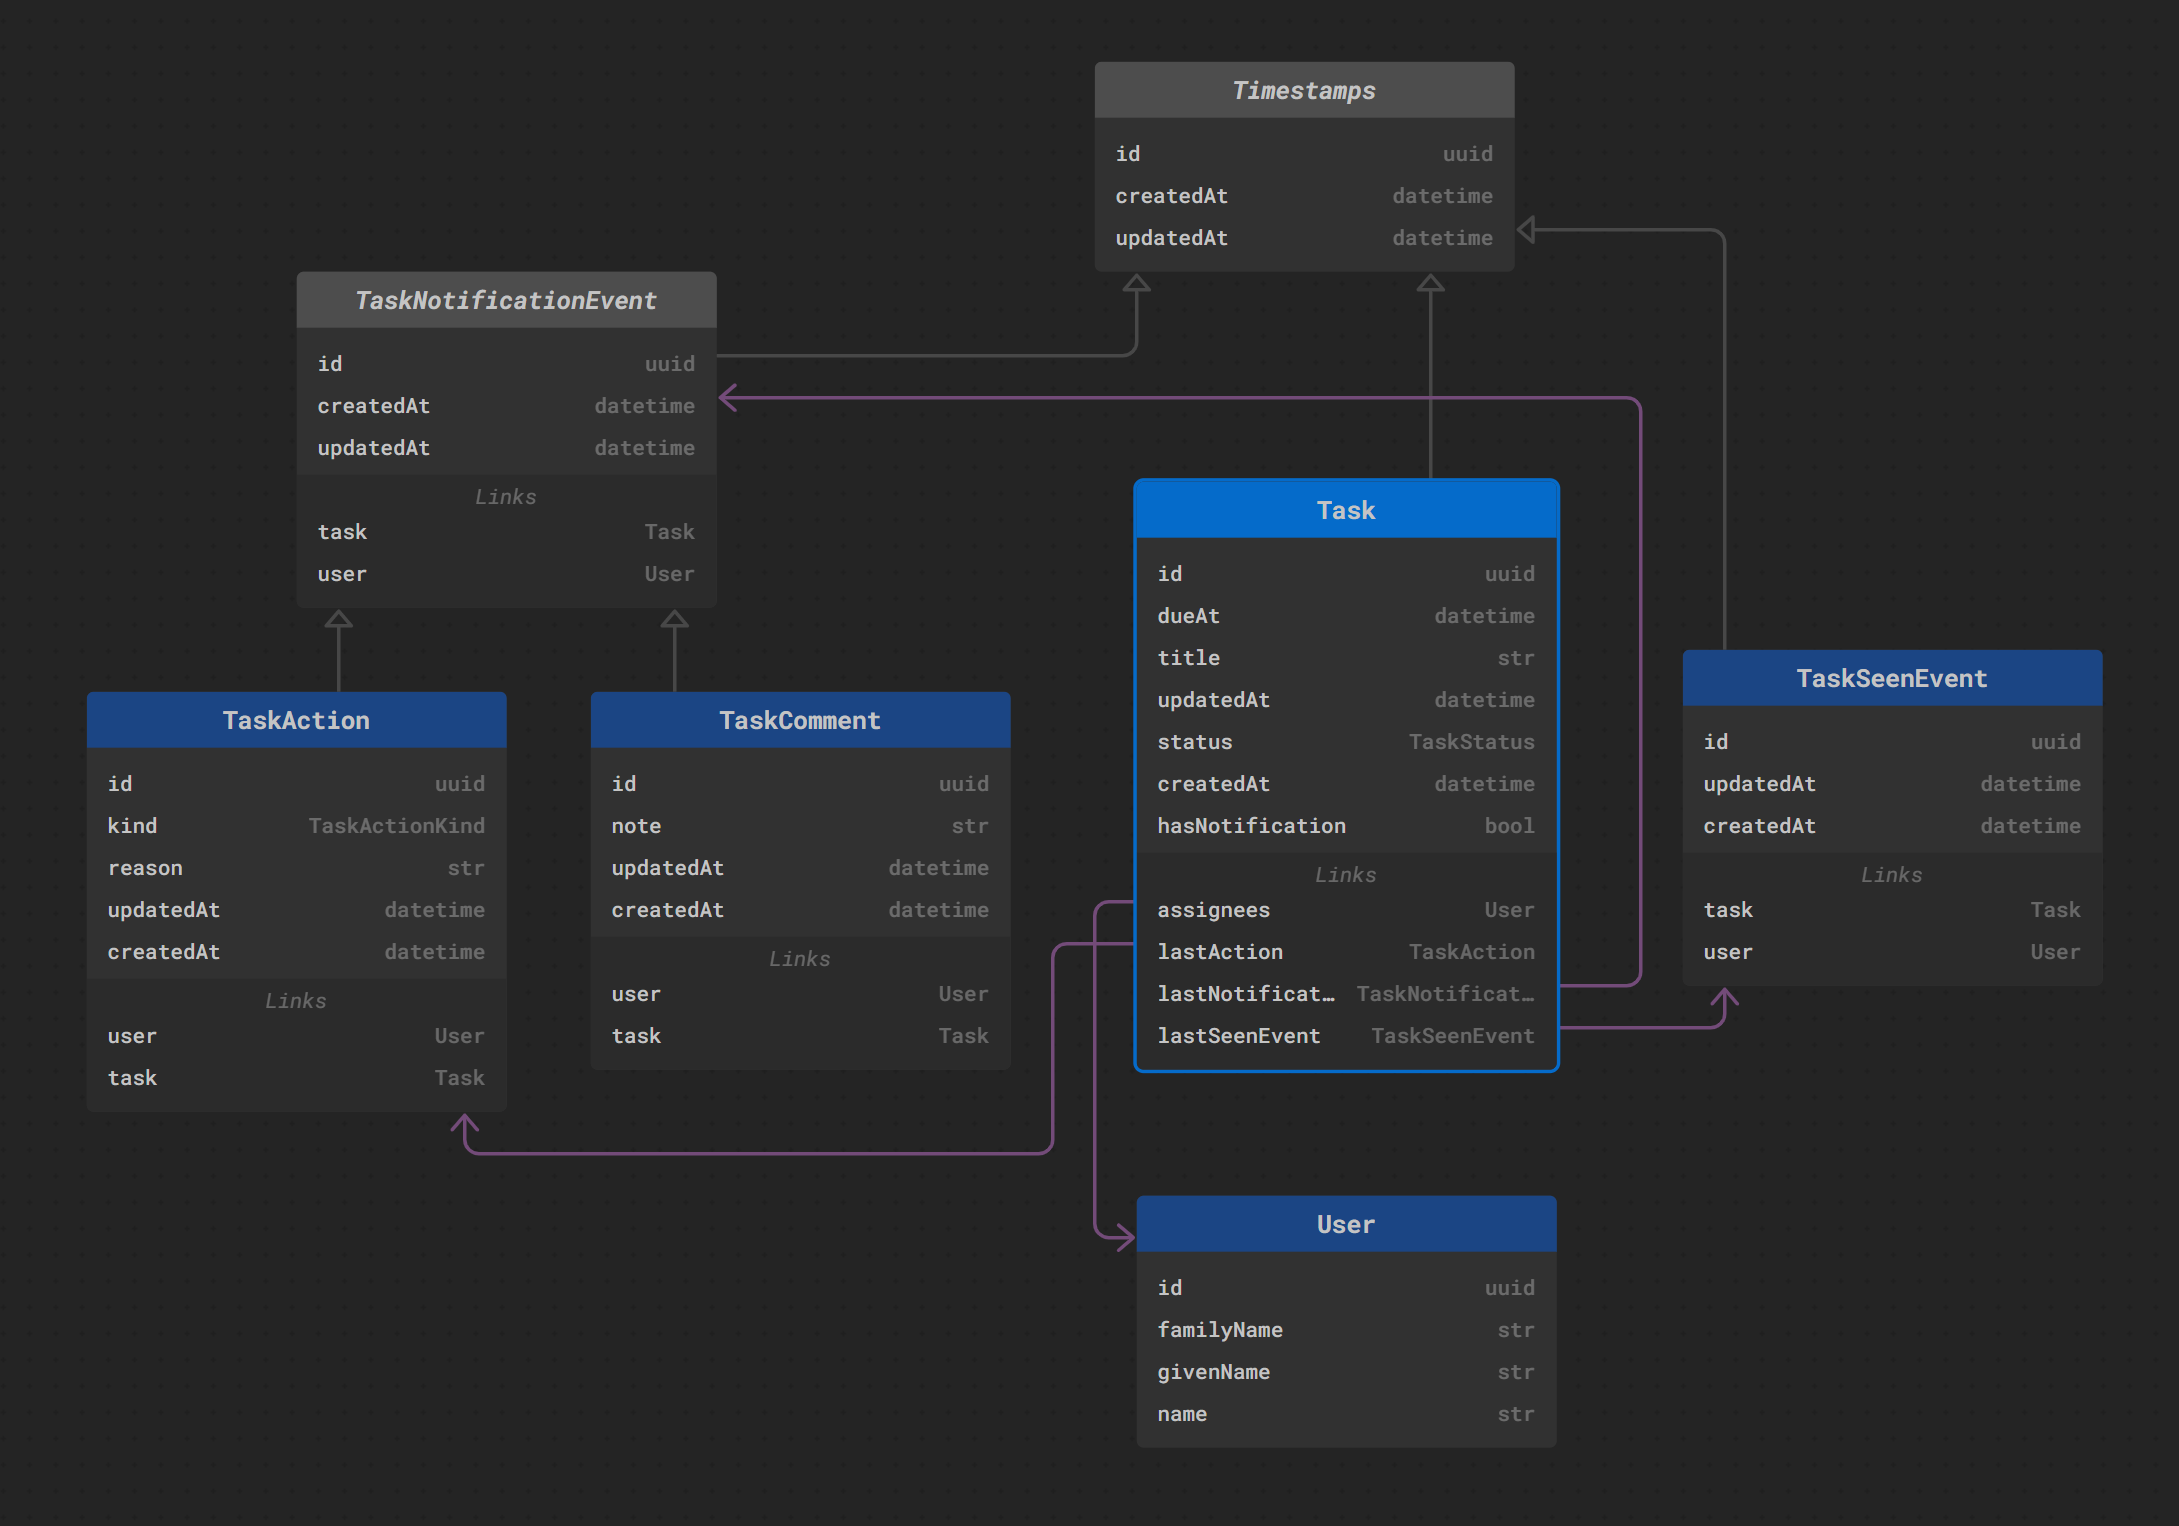 Timestamps
id uuid
createdAt datetime
updatedAt datetime
TaskNotificationEvent
id uuid
createdAt datetime
updatedAt datetime
Links
task Task
user User
Task
id uuid
dueAt datetime
title str
updatedAt datetime
status TaskStatus
createdAt datetime
hasNotification bool
Links
assignees User
lastAction TaskAction
lastNotificat… TaskNotificat…
lastSeenEvent TaskSeenEvent
TaskSeenEvent
id uuid
updatedAt datetime
createdAt datetime
Links
task Task
user User
TaskAction
id uuid
kind TaskActionKind
reason str
updatedAt datetime
createdAt datetime
Links
user User
task Task
TaskComment
id uuid
note str
updatedAt datetime
createdAt datetime
Links
user User
task Task
User
id uuid
familyName str
givenName str
name str